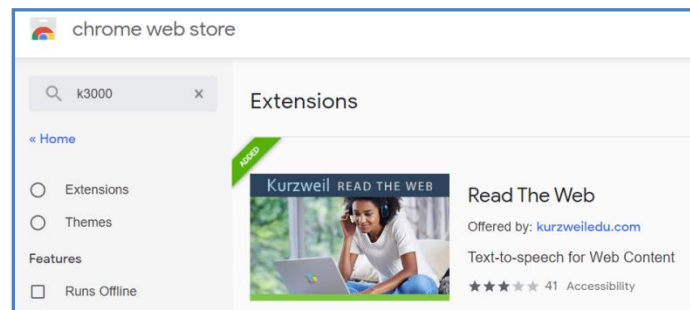 chrome web store
k3000
« Home
Extensions
Themes
Features
Runs Offline
Extensions
ADDED
Kurzweil READ THE WEB
Read The Web
Offered by: kurzweiledu.com
Text-to-speech for Web Content
41 Accessibility